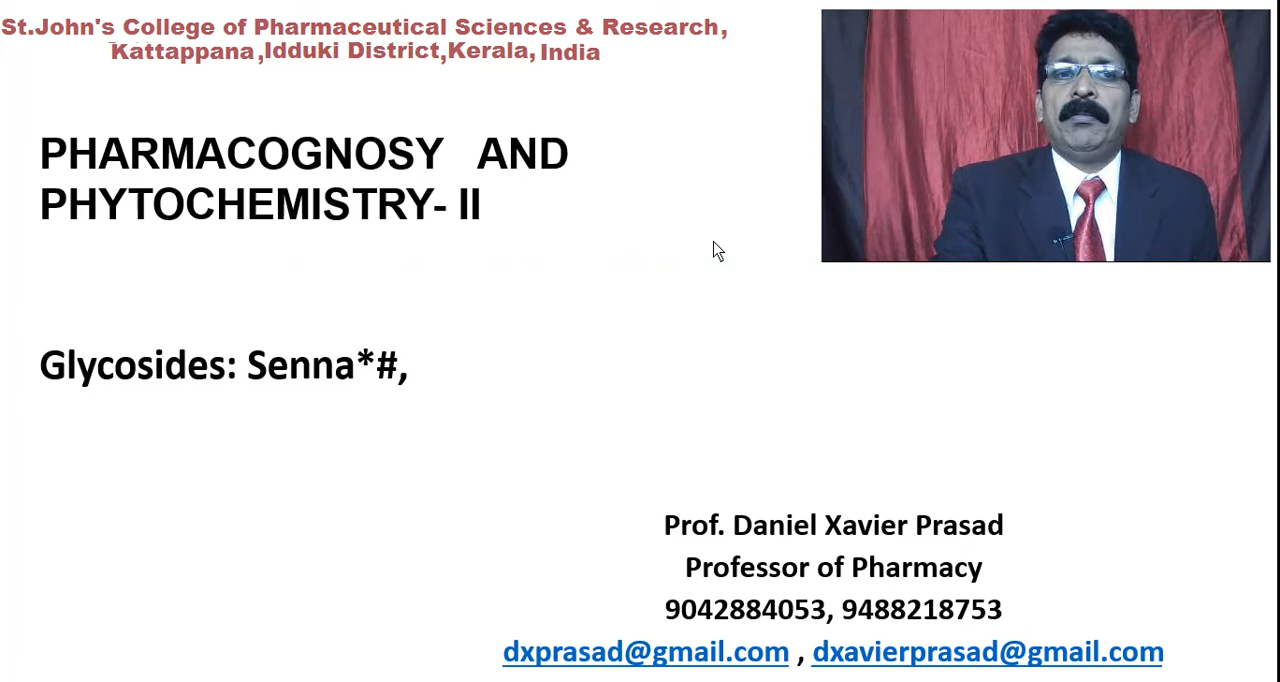 St.John's College of Pharmaceutical Sciences & Research,
Kattappana,Idduki District,Kerala, India
PHARMACOGNOSY AND
PHYTOCHEMISTRY- II
Glycosides: Senna*#,
Prof. Daniel Xavier Prasad
Professor of Pharmacy
9042884053, 9488218753
dxprasad@gmail.com , dxavierprasad@gmail.com